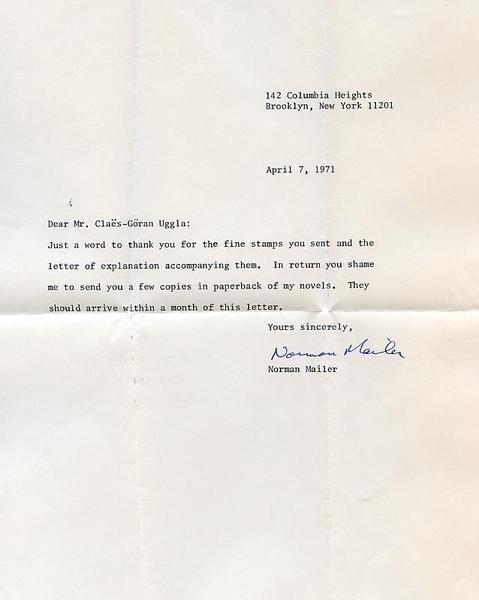 142 Columbia Heights
Brooklyn, New York 11201
April 7, 1971
Dear Mr. Claës-Göran Uggla:
Just a word to thank you for the fine stamps you sent and the
letter of explanation accompanying them. In return you shame
me to send you a few copies in paperback of my novels. They
should arrive within a month of this letter.
Yours sincerely,
Norman Mailer
Norman Mailer